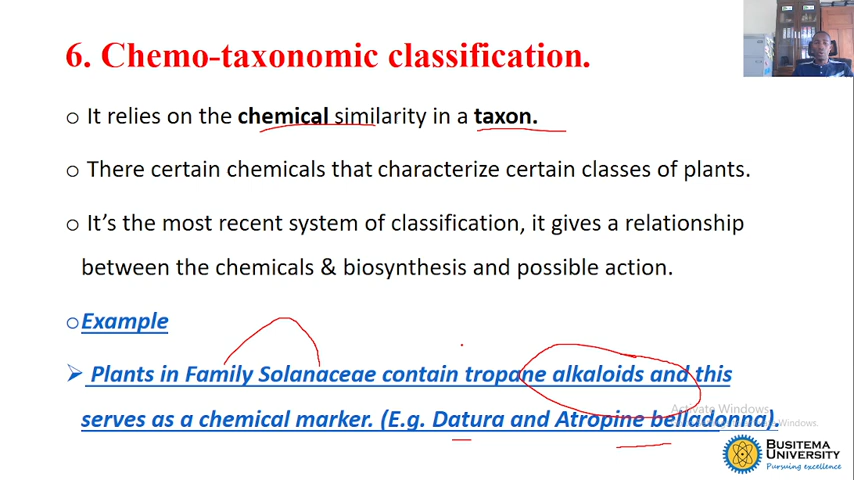 6. Chemo-taxonomic classification.
o It relies on the chemical similarity in a taxon.
o There certain chemicals that characterize certain classes of plants.
o It's the most recent system of classification, it gives a relationship
between the chemicals & biosynthesis and possible action.
o Example
➢ Plants in Family Solanaceae contain tropane alkaloids and this
serves as a chemical marker. (E.g. Datura and Atropine belladonna).
Activate Windows
BUSITEMA
UNIVERSITY
Pursuing excellence